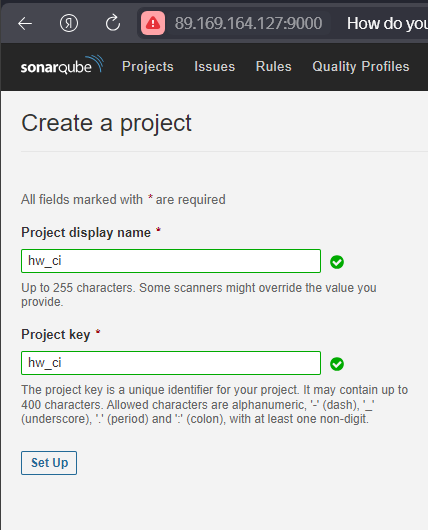 89.169.164.127:9000 How do you
sonarqube Projects Issues Rules Quality Profiles
Create a project
All fields marked with * are required
Project display name *
hw_ci
Up to 255 characters. Some scanners might override the value you
provide.
Project key *
hw_ci
The project key is a unique identifier for your project. It may contain up to
400 characters. Allowed characters are alphanumeric, '-' (dash), '_'
(underscore), '.' (period) and ':' (colon), with at least one non-digit.
Set Up